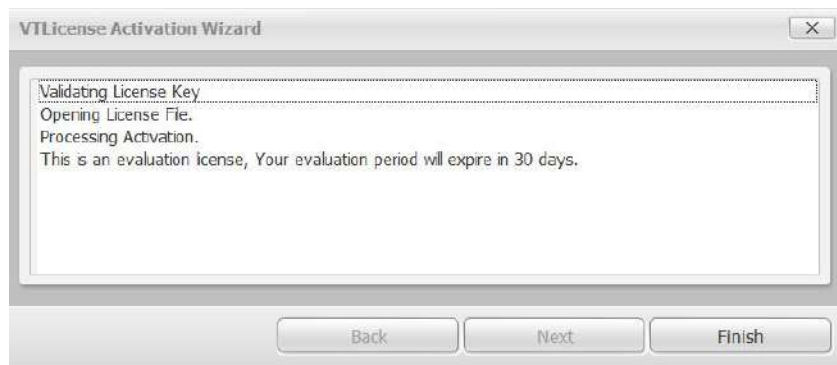 VTLicense Activation Wizard
Validating License Key
Opening License File.
Processing Activation.
This is an evaluation license, Your evaluation period will expire in 30 days.
Back
Next
Finish